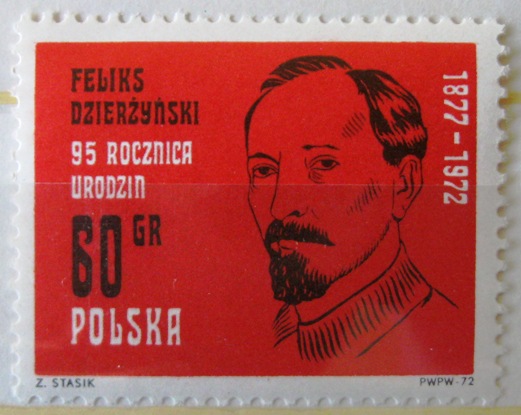 FELIKS
DZIERŻYŃSKI
95 ROCZNICA
URODZIN
60 GR
POLSKA
1877-1972
Z. STASIK
PWPW-72